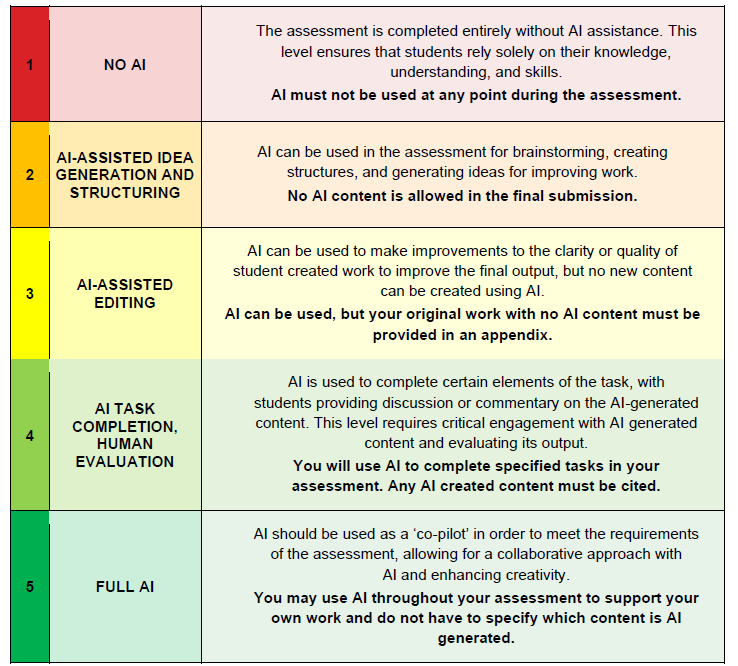 1
NO AI
The assessment is completed entirely without AI assistance. This
level ensures that students rely solely on their knowledge,
understanding, and skills.
AI must not be used at any point during the assessment.
2
AI-ASSISTED IDEA
GENERATION AND
STRUCTURING
AI can be used in the assessment for brainstorming, creating
structures, and generating ideas for improving work.
No AI content is allowed in the final submission.
3
AI-ASSISTED
EDITING
AI can be used to make improvements to the clarity or quality of
student created work to improve the final output, but no new content
can be created using AI.
AI can be used, but your original work with no AI content must be
provided in an appendix.
4
AI TASK
COMPLETION,
HUMAN
EVALUATION
AI is used to complete certain elements of the task, with
students providing discussion or commentary on the AI-generated
content. This level requires critical engagement with AI generated
content and evaluating its output.
You will use AI to complete specified tasks in your
assessment. Any AI created content must be cited.
5
FULL AI
AI should be used as a ‘co-pilot’ in order to meet the requirements
of the assessment, allowing for a collaborative approach with
AI and enhancing creativity.
You may use AI throughout your assessment to support your
own work and do not have to specify which content is AI
generated.